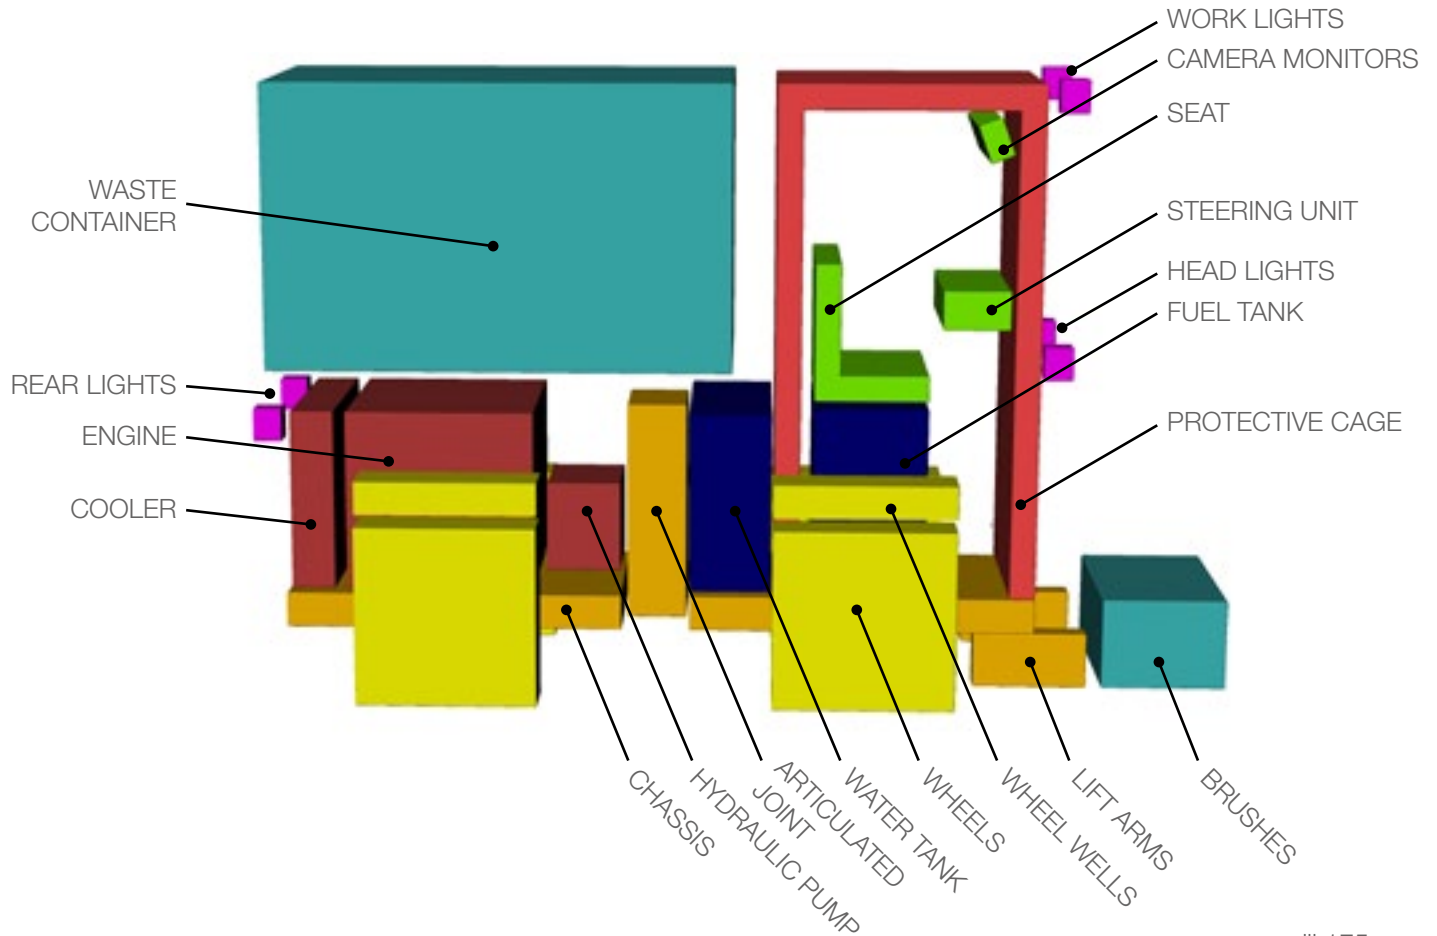 WORK LIGHTS
CAMERA MONITORS
SEAT
WASTE
CONTAINER
STEERING UNIT
HEAD LIGHTS
FUEL TANK
REAR LIGHTS
ENGINE
PROTECTIVE CAGE
COOLER
CHASSIS
HYDRAULIC PUMP
ARTICULATED
JOINT
WATER TANK
WHEELS
WHEEL WELLS
LIFT ARMS
BRUSHES